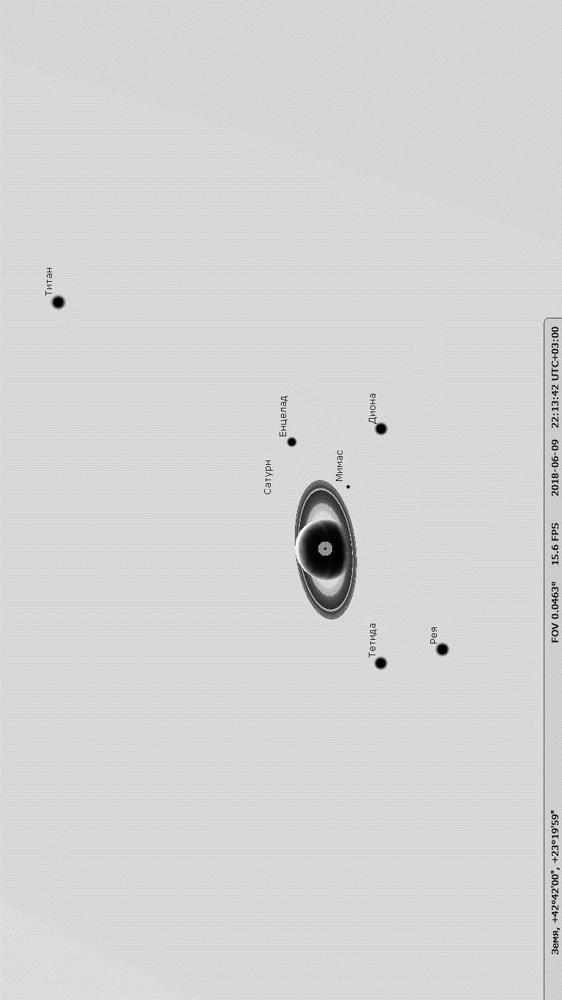 Титан
Енцелад
Диона
Сатурн
Мимас
Тетида
Рея
Земя, +42°42'00", +23°19'59" FOV 0.0463° 15.6 FPS 2018-06-09 22:13:42 UTC+03:00